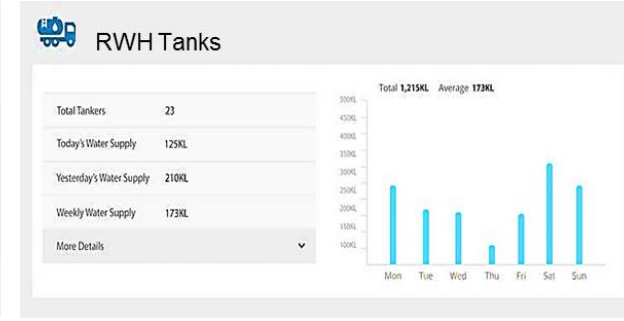 RWH Tanks
Total Tankers 23
Today's Water Supply 125KL
Yesterday's Water Supply 210KL
Weekly Water Supply 173KL
More Details
Total 1,215KL Average 173KL
500KL
450KL
400KL
350KL
300KL
250KL
200KL
150KL
100KL
Mon Tue Wed Thu Fri Sat Sun